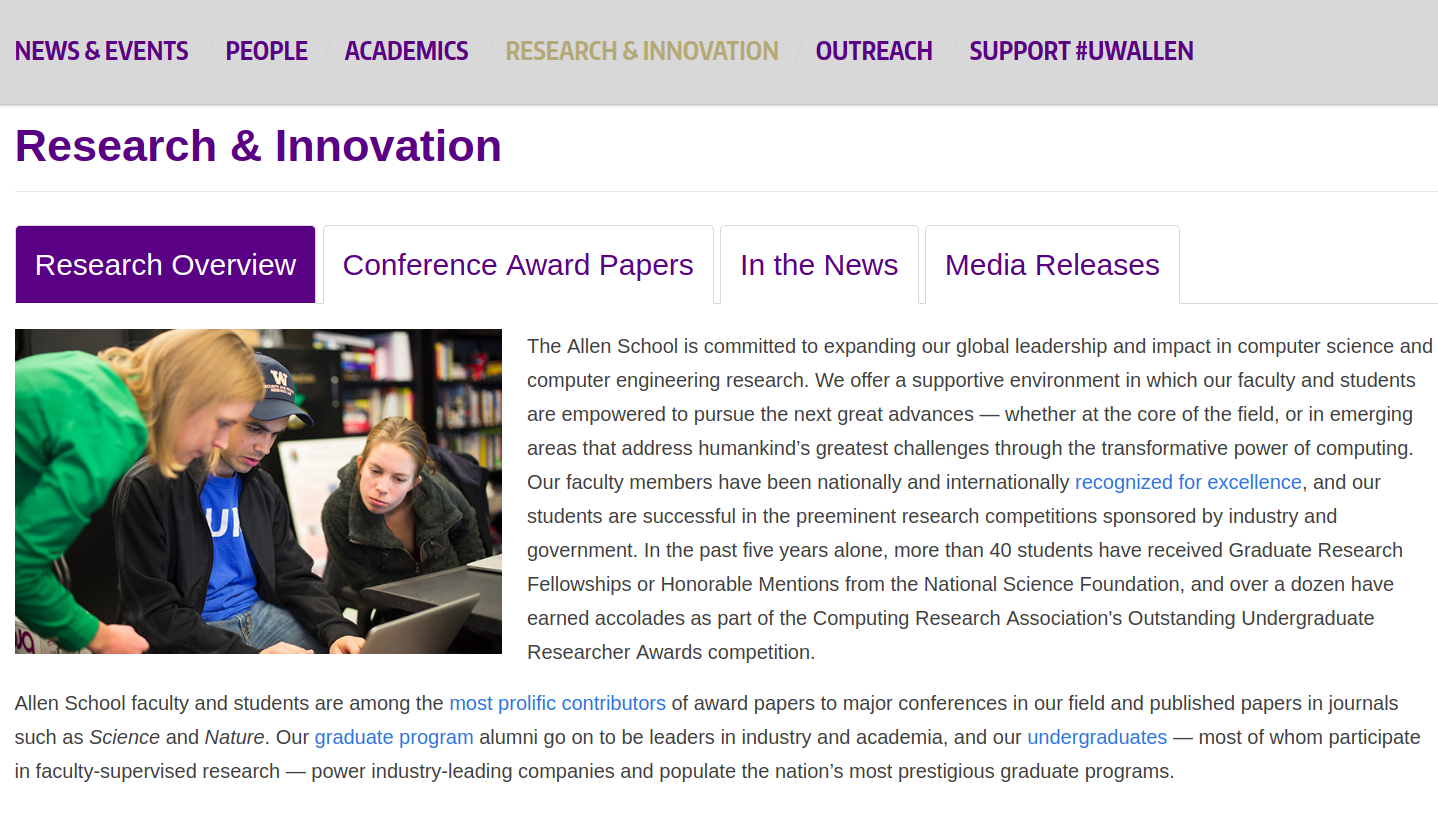 NEWS & EVENTS / PEOPLE / ACADEMICS / RESEARCH & INNOVATION / OUTREACH / SUPPORT #UWALLEN
Research & Innovation
Research Overview Conference Award Papers In the News Media Releases
W
The Allen School is committed to expanding our global leadership and impact in computer science and
computer engineering research. We offer a supportive environment in which our faculty and students
are empowered to pursue the next great advances — whether at the core of the field, or in emerging
areas that address humankind’s greatest challenges through the transformative power of computing.
Our faculty members have been nationally and internationally recognized for excellence, and our
students are successful in the preeminent research competitions sponsored by industry and
government. In the past five years alone, more than 40 students have received Graduate Research
Fellowships or Honorable Mentions from the National Science Foundation, and over a dozen have
earned accolades as part of the Computing Research Association's Outstanding Undergraduate
Researcher Awards competition.
Allen School faculty and students are among the most prolific contributors of award papers to major conferences in our field and published papers in journals
such as Science and Nature. Our graduate program alumni go on to be leaders in industry and academia, and our undergraduates — most of whom participate
in faculty-supervised research — power industry-leading companies and populate the nation’s most prestigious graduate programs.